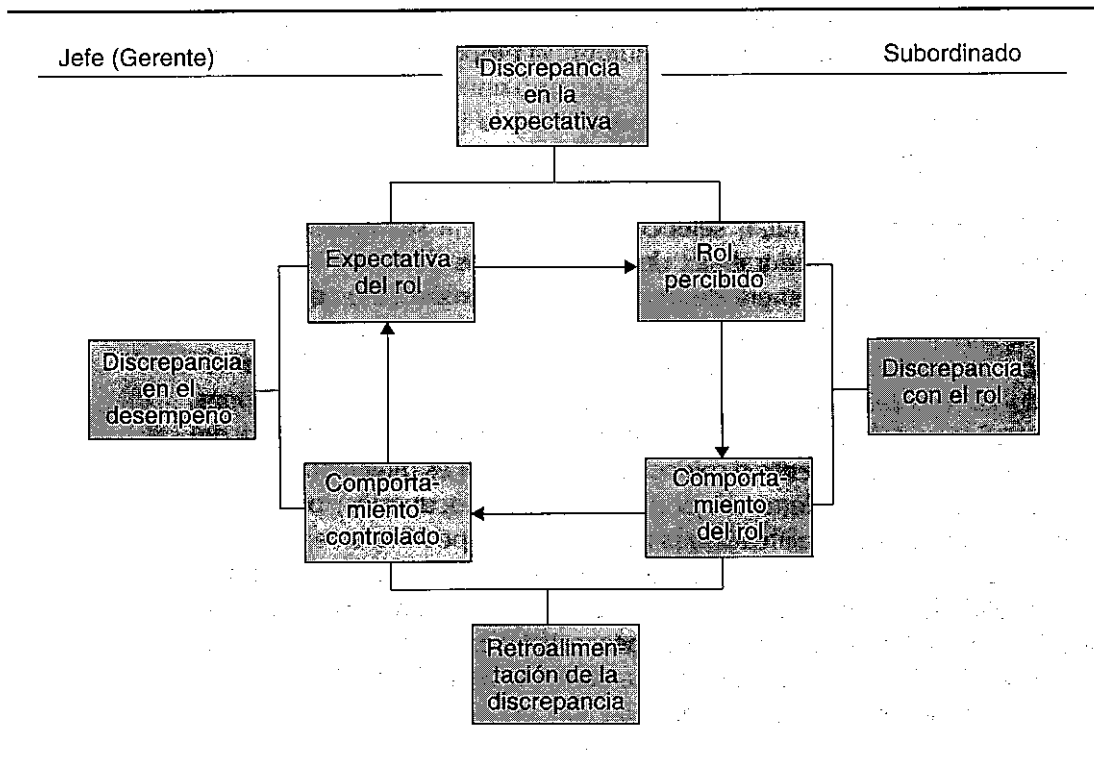 Jefe (Gerente)
Subordinado
Discrepancia
en la
expectativa
Expectativa
del rol
Rol
percibido
Discrepancia
en el
desempeno
Discrepancia
con el rol
Comporta-
miento
controlado
Comporta-
miento
del rol
Retroalimen-
tación de la
discrepancia